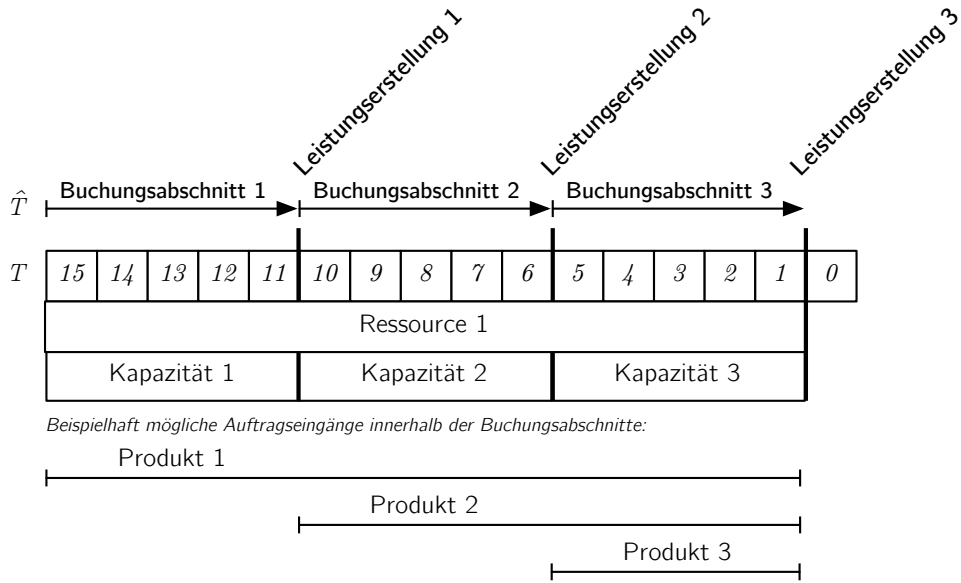 Leistungserstellung 1
Leistungserstellung 2
Leistungserstellung 3
T̂ Buchungsabschnitt 1 Buchungsabschnitt 2 Buchungsabschnitt 3
T 15 14 13 12 11 10 9 8 7 6 5 4 3 2 1 0
Ressource 1
Kapazität 1 Kapazität 2 Kapazität 3
Beispielhaft mögliche Auftragseingänge innerhalb der Buchungsabschnitte:
Produkt 1
Produkt 2
Produkt 3